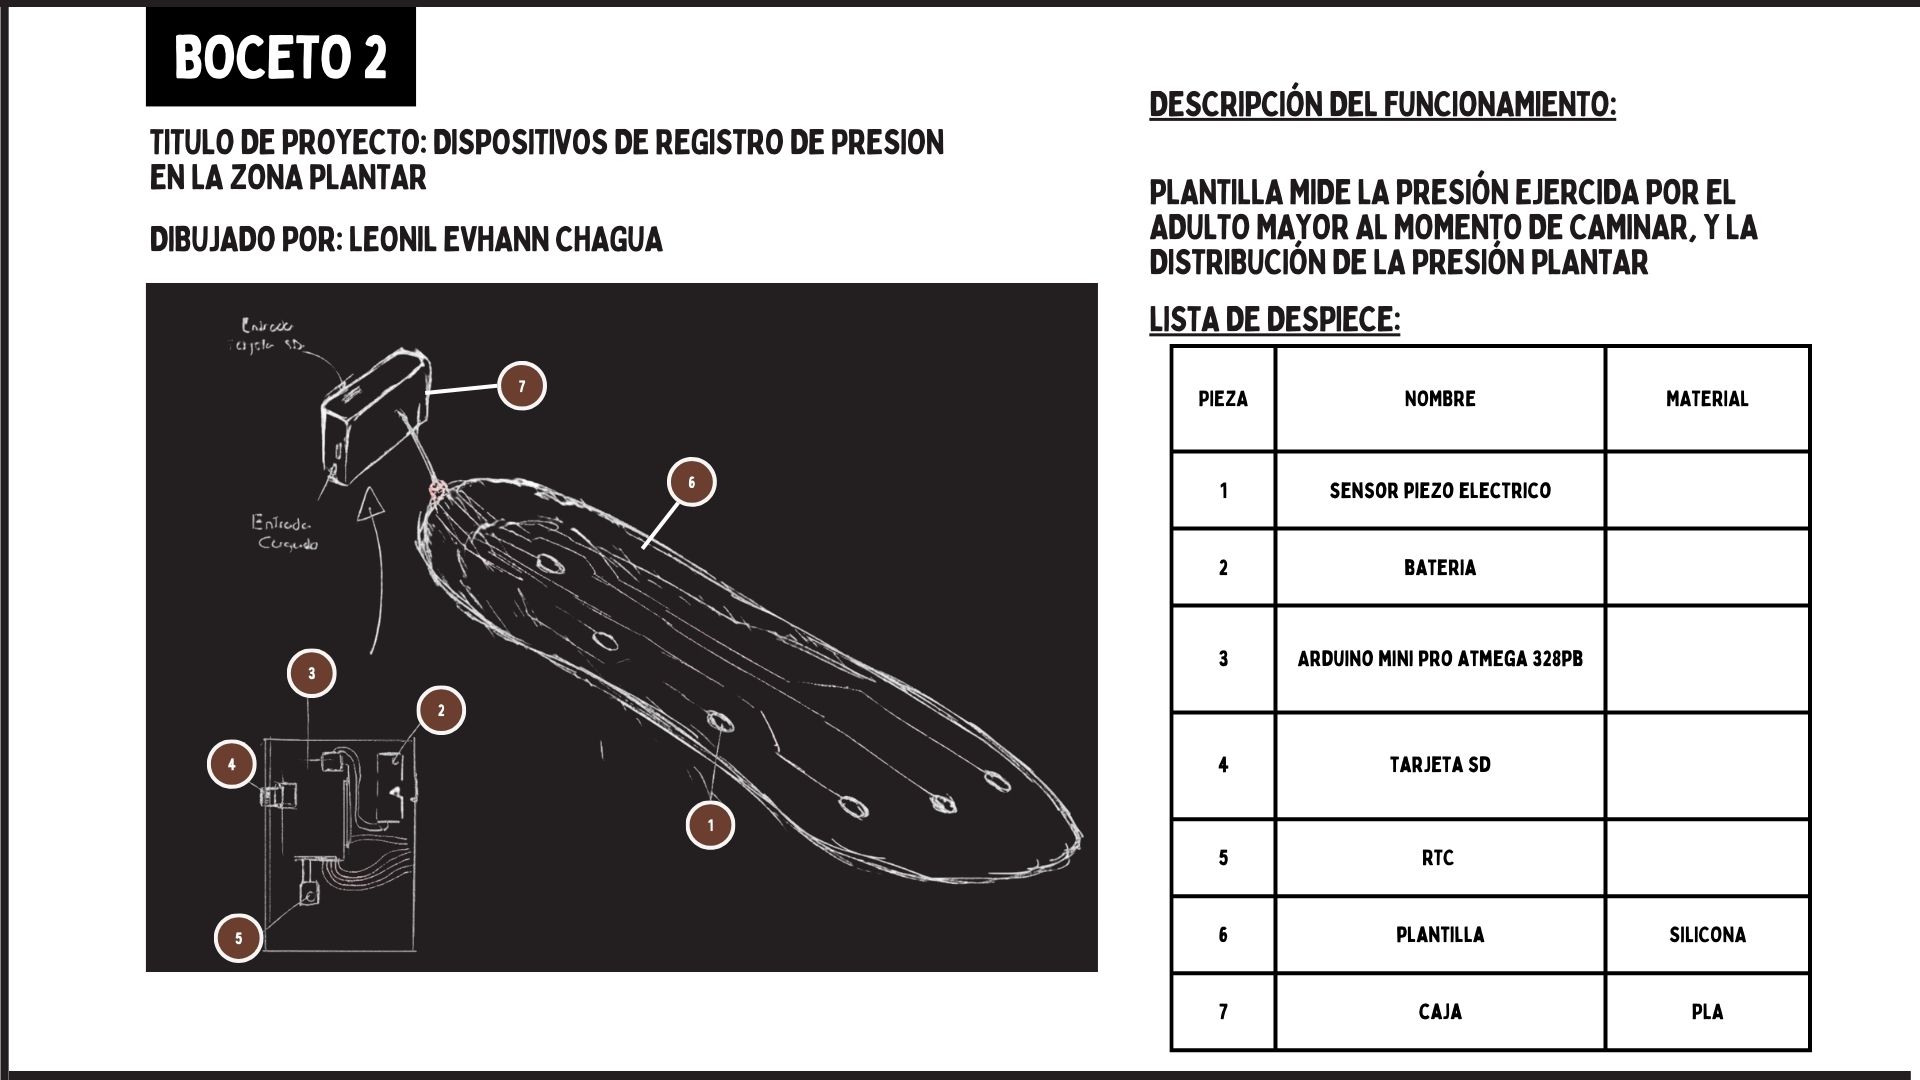 BOCETO 2
TITULO DE PROYECTO: DISPOSITIVOS DE REGISTRO DE PRESION
EN LA ZONA PLANTAR
DIBUJADO POR: LEONIL EVHANN CHAGUA
Entrada
Tarjeta SD
7
6
Entrada
3
2
4
1
5
DESCRIPCIÓN DEL FUNCIONAMIENTO:
PLANTILLA MIDE LA PRESIÓN EJERCIDA POR EL
ADULTO MAYOR AL MOMENTO DE CAMINAR, Y LA
DISTRIBUCIÓN DE LA PRESIÓN PLANTAR
LISTA DE DESPIECE:
PIEZA NOMBRE MATERIAL
1 SENSOR PIEZO ELECTRICO
2 BATERIA
3 ARDUINO MINI PRO ATMEGA 328PB
4 TARJETA SD
5 RTC
6 PLANTILLA SILICONA
7 CAJA PLA